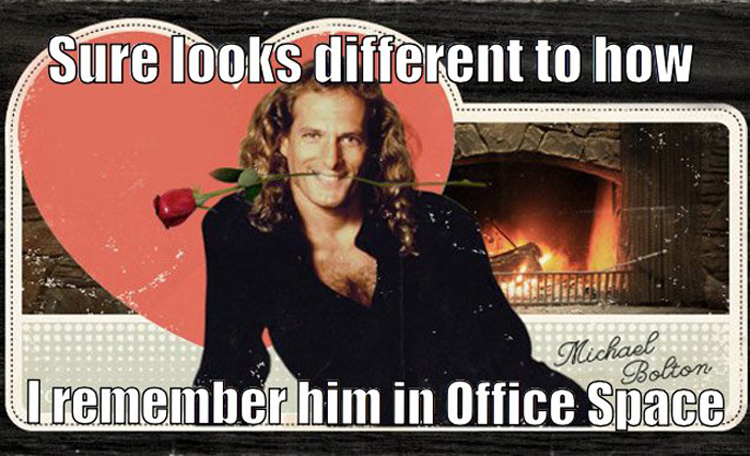 Sure looks different to how
Michael
Bolton
I remember him in Office Space